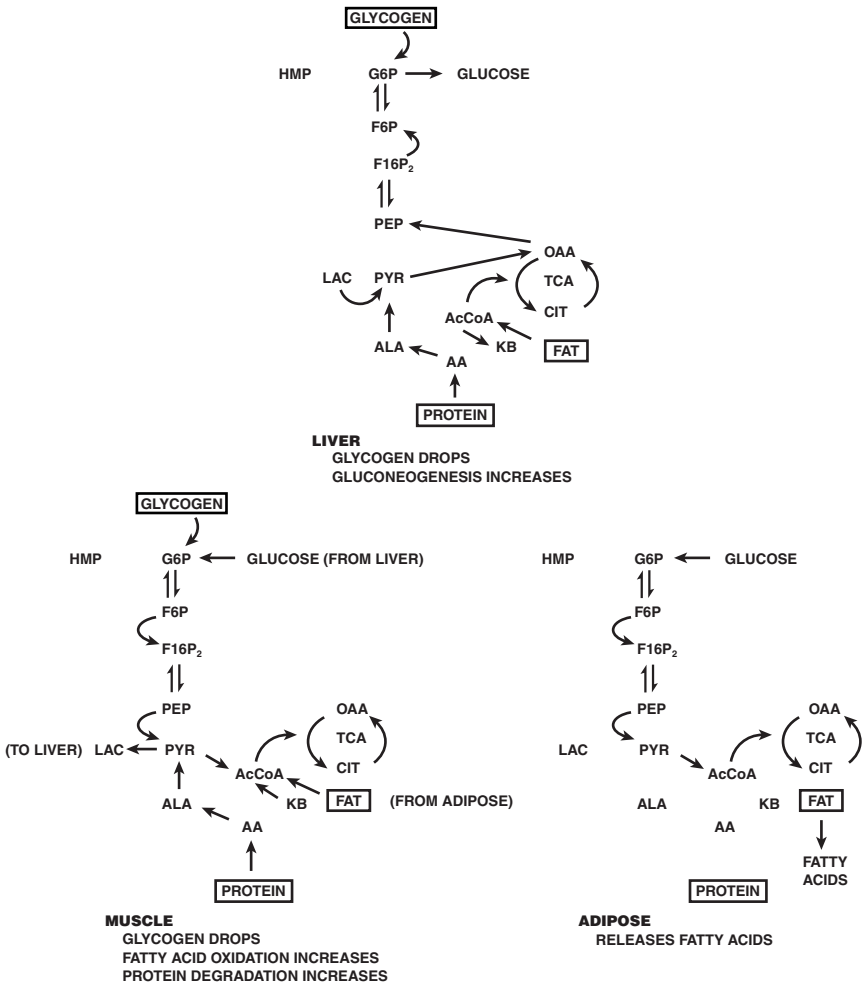 GLYCOGEN
HMP G6P GLUCOSE
F6P
F16P₂
PEP
OAA
LAC PYR TCA
CIT
AcCoA
ALA KB FAT
AA
PROTEIN
LIVER
GLYCOGEN DROPS
GLUCONEOGENESIS INCREASES
GLYCOGEN
HMP G6P GLUCOSE (FROM LIVER)
F6P
F16P₂
PEP OAA
TCA
(TO LIVER) LAC PYR
CIT
AcCoA
ALA KB FAT (FROM ADIPOSE)
AA
PROTEIN
MUSCLE
GLYCOGEN DROPS
FATTY ACID OXIDATION INCREASES
PROTEIN DEGRADATION INCREASES
HMP G6P GLUCOSE
F6P
F16P₂
PEP OAA
TCA
LAC PYR
CIT
AcCoA
ALA KB FAT
AA
FATTY
ACIDS
PROTEIN
ADIPOSE
RELEASES FATTY ACIDS